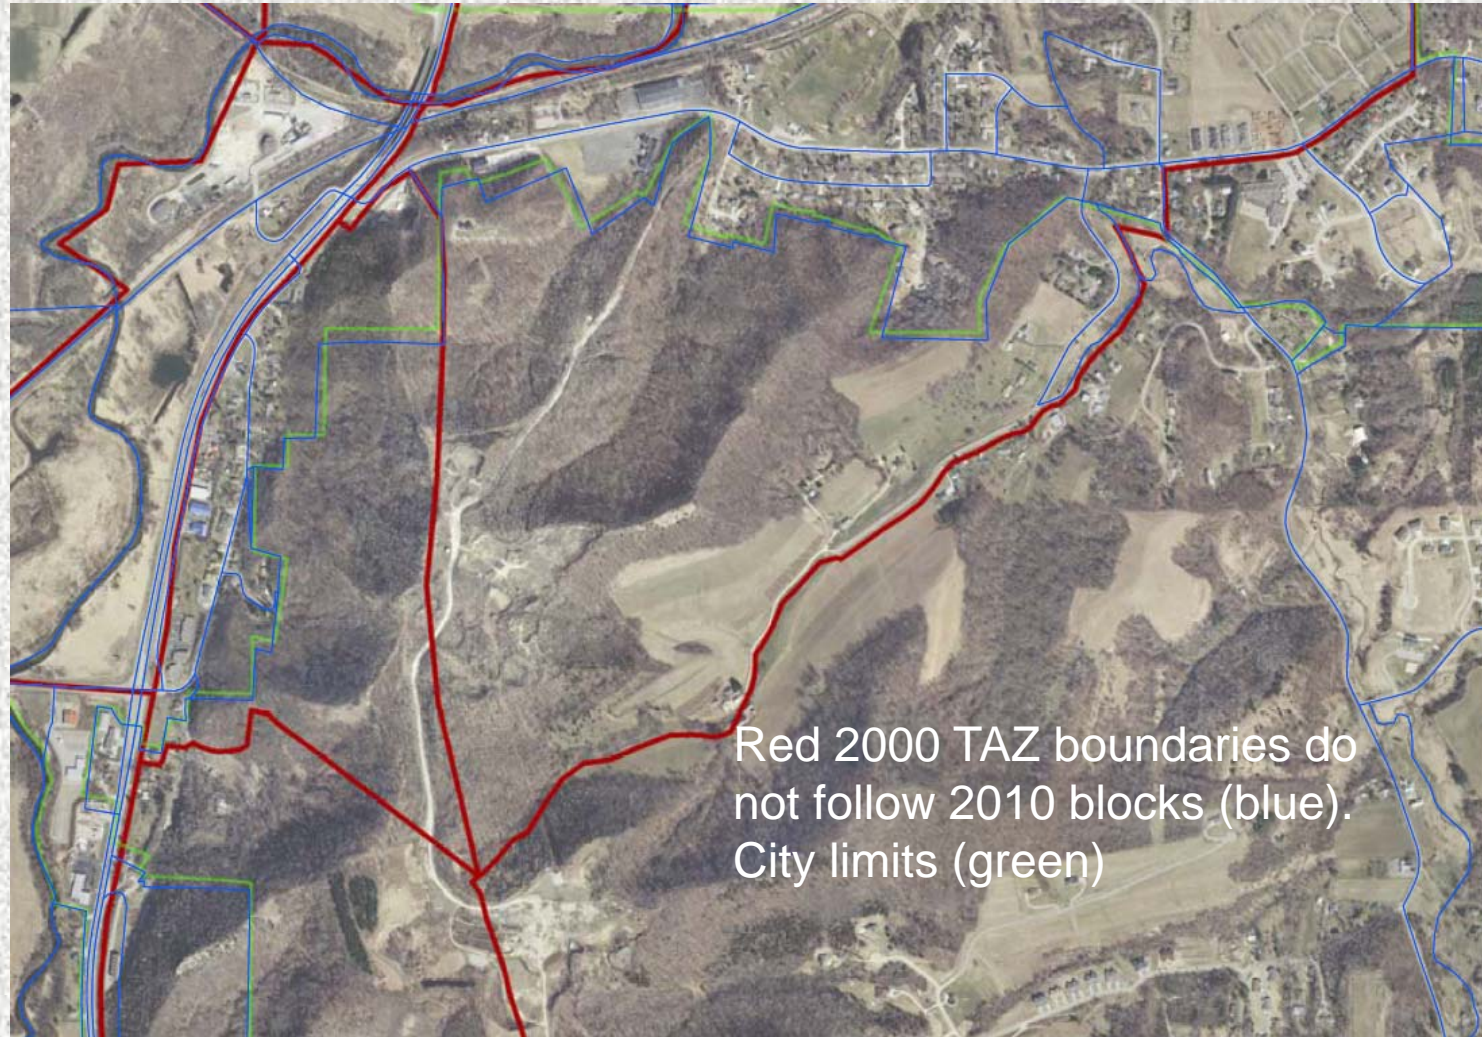 Red 2000 TAZ boundaries do
not follow 2010 blocks (blue).
City limits (green)